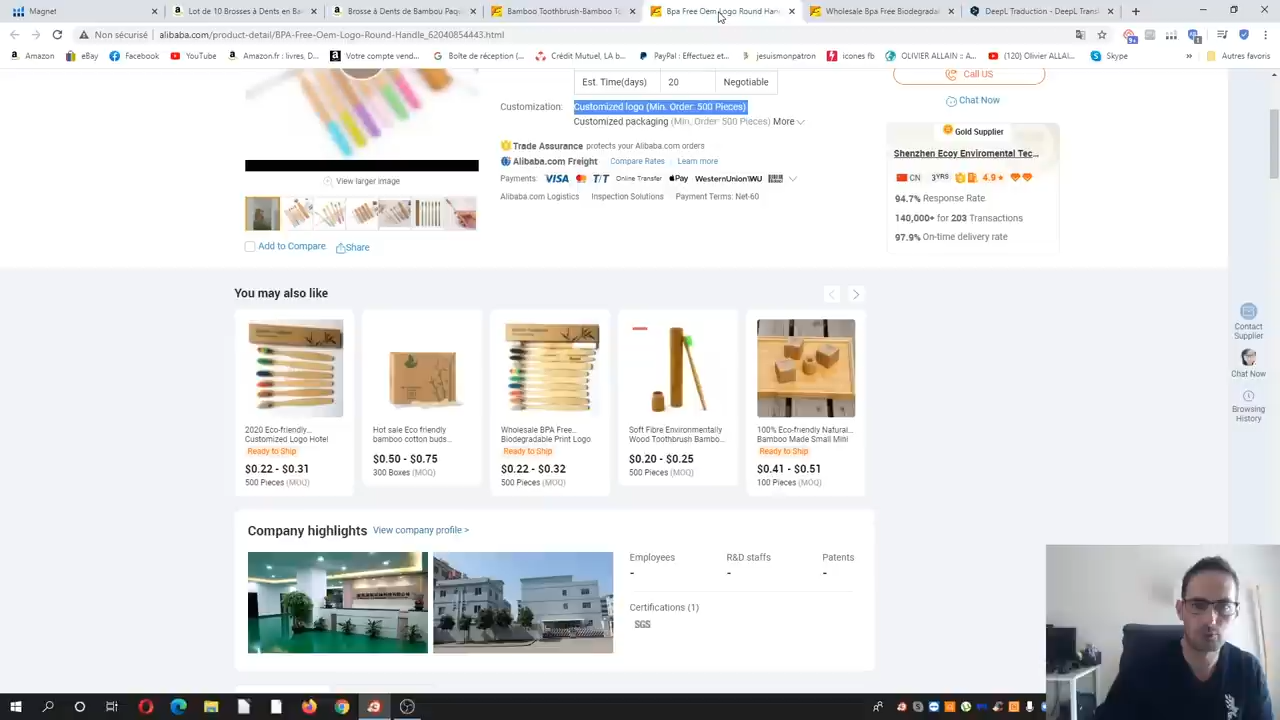 Magnet
Lot de 10 Brosses à Dents en Ba
Brosse à Dents de Bambou Paqu
Bamboo Toothbrush-Bamboo To
Bpa Free Oem Logo Round Han
Wholesale Bpa Free Biodegradab
DeepL Traduction - DeepL Transl
Non sécurisé | alibaba.com/product-detail/BPA-Free-Oem-Logo-Round-Handle_62040854443.html
Amazon
eBay
Facebook
YouTube
Amazon.fr : livres, D...
Votre compte vend...
Boîte de réception (...
Crédit Mutuel, LA b...
PayPal : Effectuez et...
jesuismonpatron
icones fb
OLIVIER ALLAIN :: A...
(120) Olivier ALLAI...
Skype
»
Autres favoris
Est. Time(days) 20 Negotiable
Customization: Customized logo (Min. Order: 500 Pieces)
Customized packaging (Min. Order: 500 Pieces) More
Trade Assurance protects your Alibaba.com orders
Alibaba.com Freight Compare Rates Learn more
Payments: VISA T/T Online Transfer Pay WesternUnion WU
Alibaba.com Logistics Inspection Solutions Payment Terms: Net-60
View larger image
Add to Compare Share
Call US
Chat Now
Gold Supplier
Shenzhen Ecoy Enviromental Tec...
CN 3YRS 4.9
94.7% Response Rate
140,000+ for 203 Transactions
97.9% On-time delivery rate
You may also like
2020 Eco-friendly...
Customized Logo Hotel
Ready to Ship
$0.22 - $0.31
500 Pieces (MOQ)
Hot sale Eco friendly
bamboo cotton buds...
$0.50 - $0.75
300 Boxes (MOQ)
Wholesale BPA Free...
Biodegradable Print Logo
Ready to Ship
$0.22 - $0.32
500 Pieces (MOQ)
Soft Fibre Environmentally
Wood Toothbrush Bambo...
$0.20 - $0.25
500 Pieces (MOQ)
100% Eco-friendly Natural...
Bamboo Made Small Mini
Ready to Ship
$0.41 - $0.51
100 Pieces (MOQ)
Contact
Supplier
Chat Now
Browsing
History
Company highlights View company profile >
Employees R&D staffs Patents
- - -
Certifications (1)
SGS